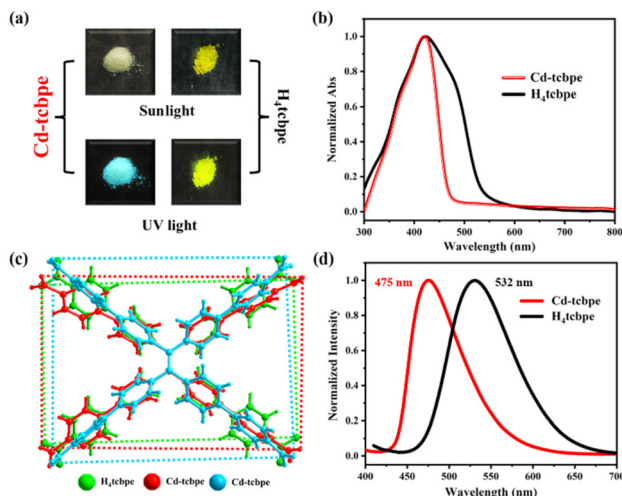 (a)
Cd-tcbpe
Sunlight
UV light
H₄tcbpe
(b)
Normalized Abs
1.0
0.8
0.6
0.4
0.2
0.0
Cd-tcbpe
H₄tcbpe
300 400 500 600 700 800
Wavelength (nm)
(c)
H₄tcbpe Cd-tcbpe Cd-tcbpe
(d)
Normalized Intensity
1.0
0.8
0.6
0.4
0.2
0.0
475 nm 532 nm
Cd-tcbpe
H₄tcbpe
400 450 500 550 600 650 700
Wavelength (nm)